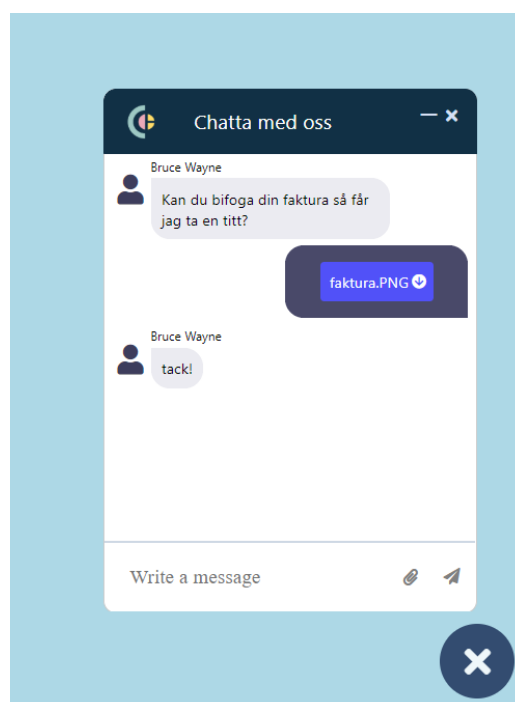 Chatta med oss
Bruce Wayne
Kan du bifoga din faktura så får
jag ta en titt?
faktura.PNG
Bruce Wayne
tack!
Write a message